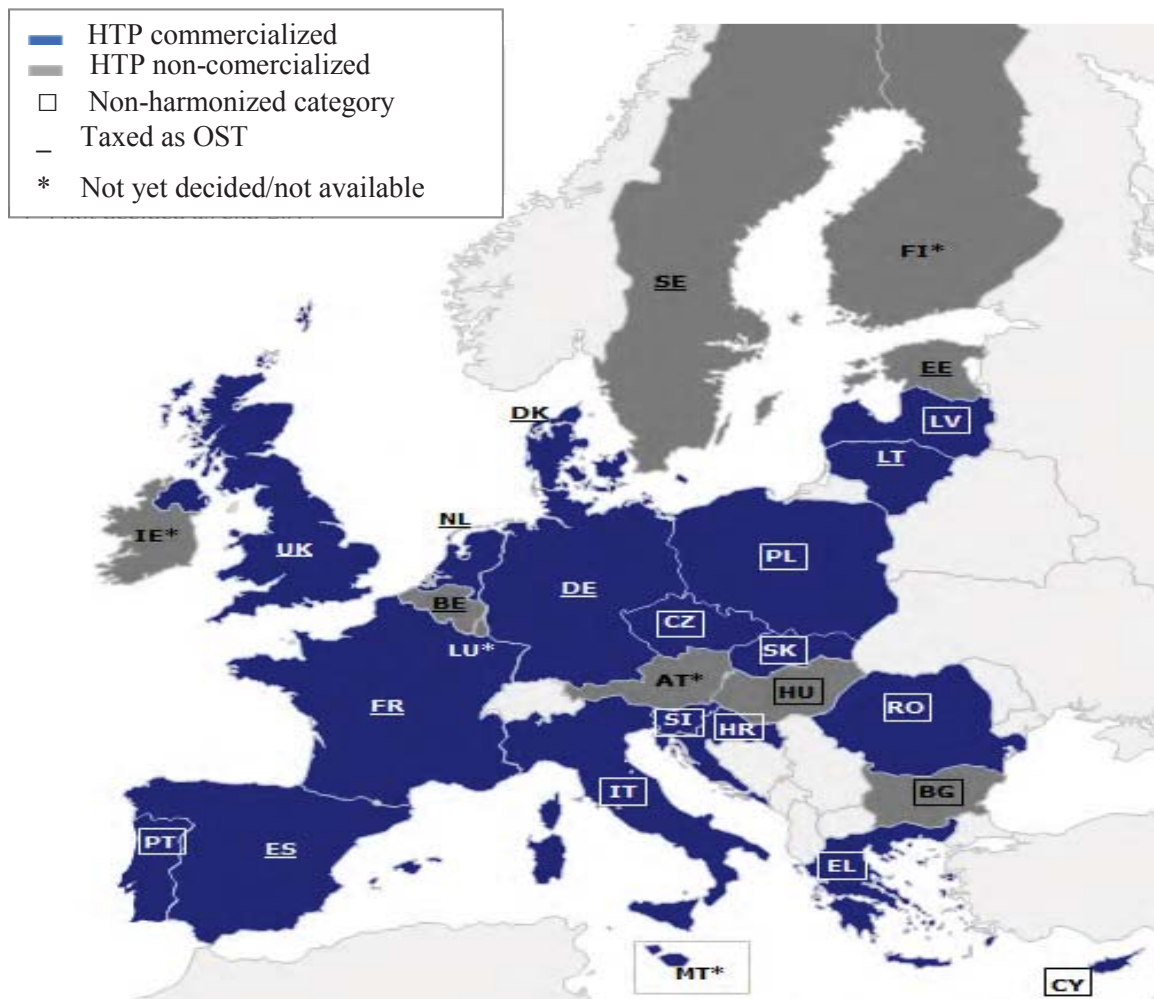 HTP commercialized
HTP non-comercialized
□ Non-harmonized category
_ Taxed as OST
* Not yet decided/not available
FI*
SE
EE
DK
LV
LT
NL
IE*
UK
PL
DE
BE
CZ
LU*
SK
AT*
HU
FR
SI
HR
RO
IT
BG
PT
ES
EL
MT*
CY